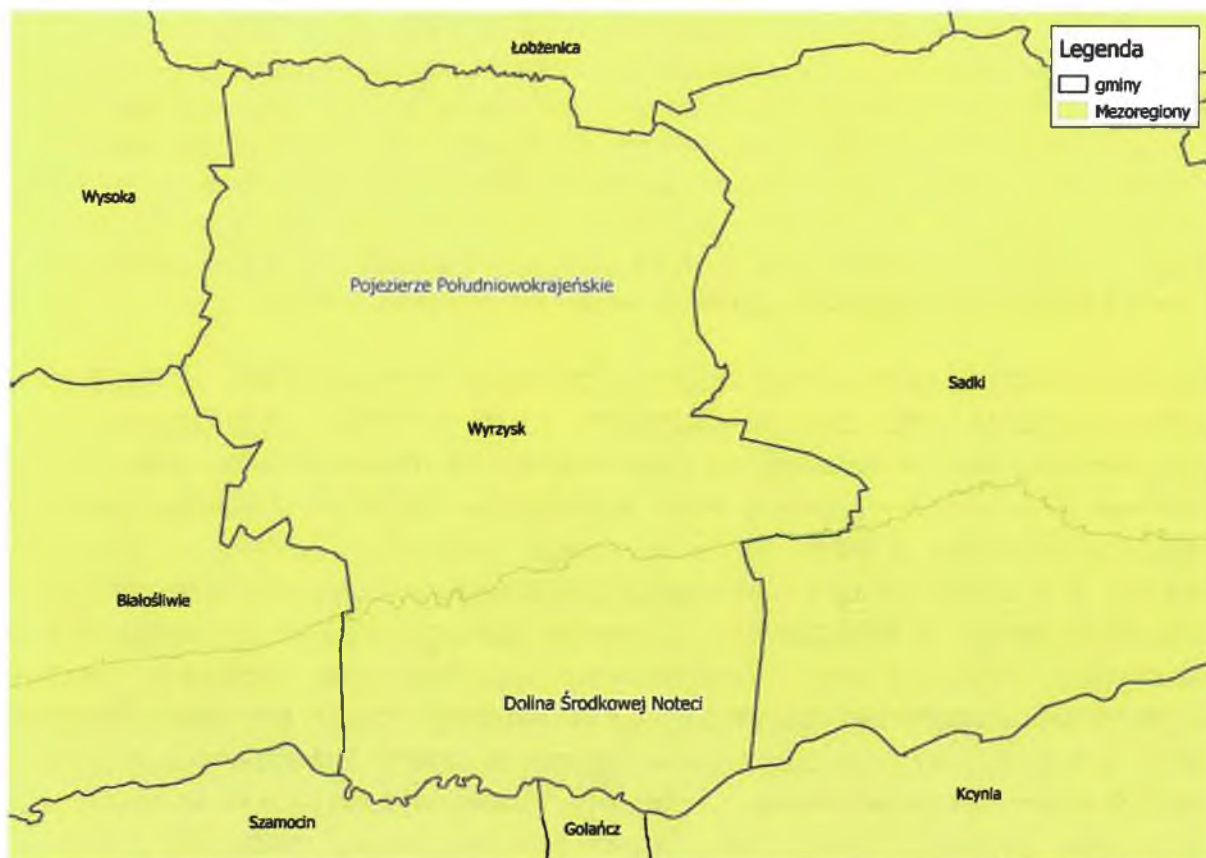 Łobżenica
Legenda
gminy
Mezoregiony
Wysoka
Pojezierze Południowokrajeńskie
Sadki
Wyrzysk
Białośliwie
Dolina Środkowej Noteci
Kcynia
Szamocin
Gołańcz